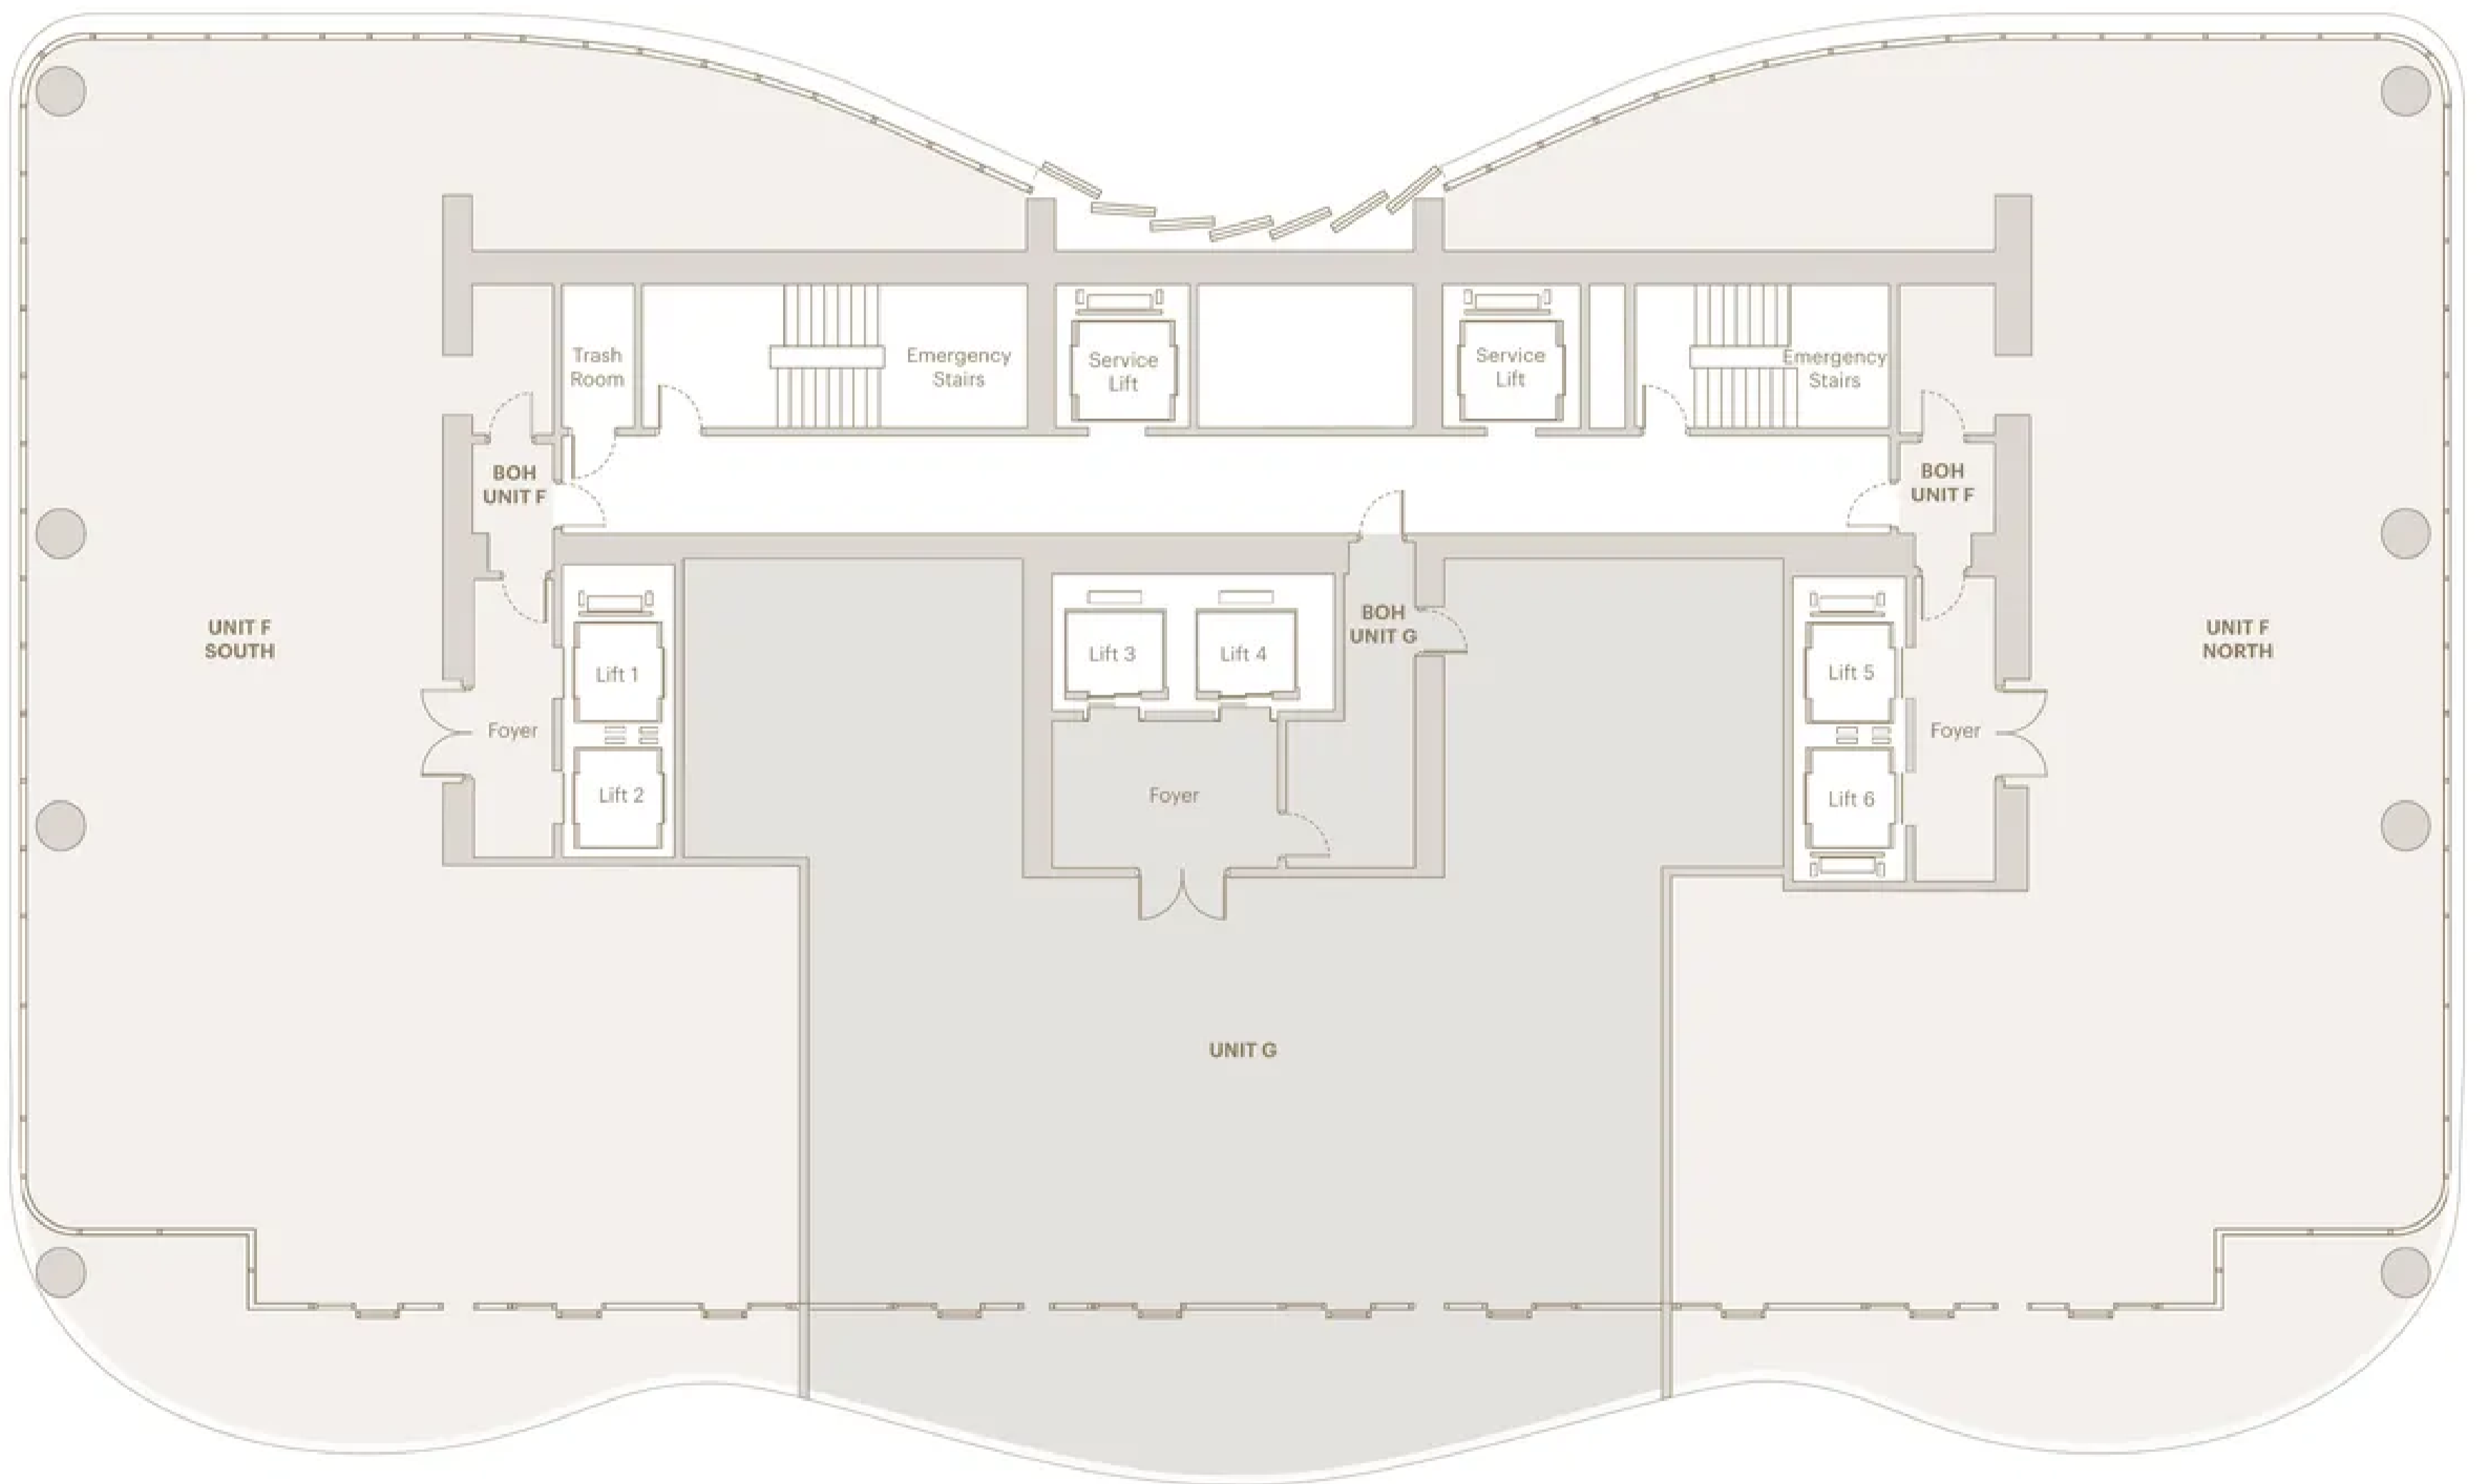 Trash
Room
Emergency
Stairs
Service
Lift
Service
Lift
Emergency
Stairs
BOH
UNIT F
BOH
UNIT F
UNIT F
SOUTH
Lift 1
Foyer
Lift 2
Lift 3
Lift 4
BOH
UNIT G
Foyer
Lift 5
Foyer
Lift 6
UNIT F
NORTH
UNIT G